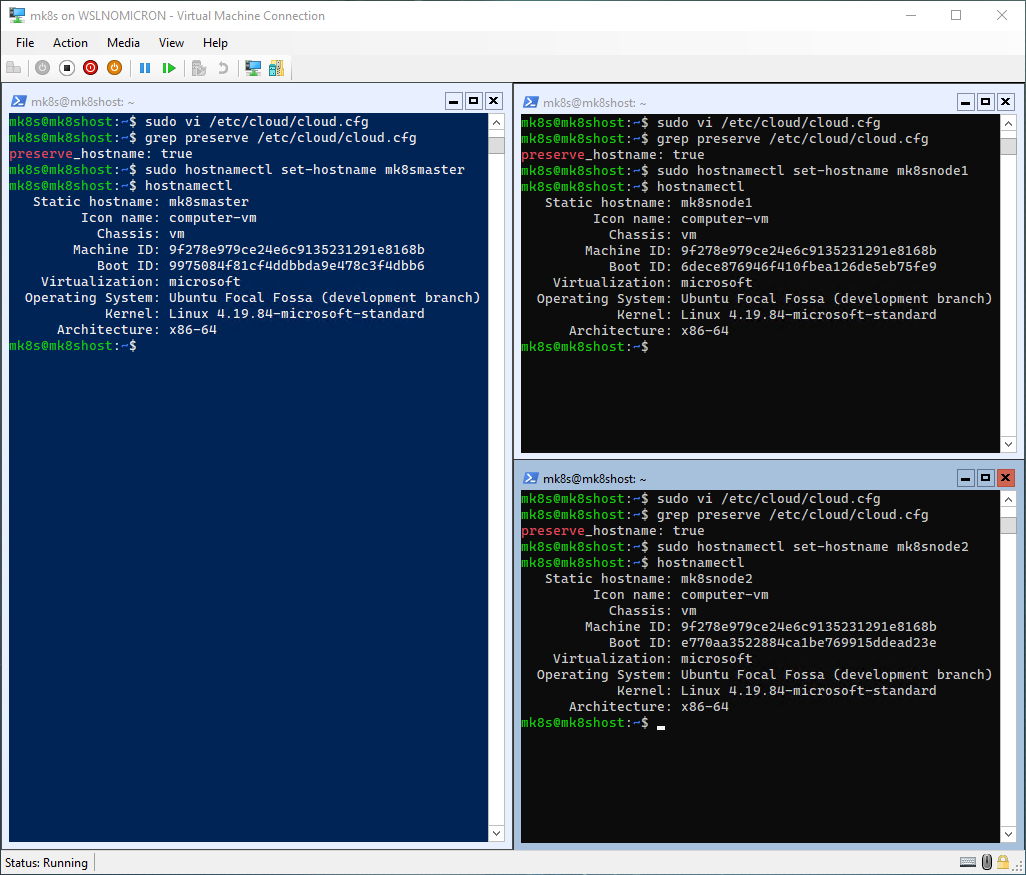 mk8s on WSLNOMICRON - Virtual Machine Connection
File Action Media View Help
mk8s@mk8shost: ~
mk8s@mk8shost:~$ sudo vi /etc/cloud/cloud.cfg
mk8s@mk8shost:~$ grep preserve /etc/cloud/cloud.cfg
preserve_hostname: true
mk8s@mk8shost:~$ sudo hostnamectl set-hostname mk8smaster
mk8s@mk8shost:~$ hostnamectl
Static hostname: mk8smaster
Icon name: computer-vm
Chassis: vm
Machine ID: 9f278e979ce24e6c9135231291e8168b
Boot ID: 9975084f81cf4ddbbda9e478c3f4dbb6
Virtualization: microsoft
Operating System: Ubuntu Focal Fossa (development branch)
Kernel: Linux 4.19.84-microsoft-standard
Architecture: x86-64
mk8s@mk8shost:~$
mk8s@mk8shost: ~
mk8s@mk8shost:~$ sudo vi /etc/cloud/cloud.cfg
mk8s@mk8shost:~$ grep preserve /etc/cloud/cloud.cfg
preserve_hostname: true
mk8s@mk8shost:~$ sudo hostnamectl set-hostname mk8snode1
mk8s@mk8shost:~$ hostnamectl
Static hostname: mk8snode1
Icon name: computer-vm
Chassis: vm
Machine ID: 9f278e979ce24e6c9135231291e8168b
Boot ID: 6dece876946f410fbea126de5eb75fe9
Virtualization: microsoft
Operating System: Ubuntu Focal Fossa (development branch)
Kernel: Linux 4.19.84-microsoft-standard
Architecture: x86-64
mk8s@mk8shost:~$
mk8s@mk8shost: ~
mk8s@mk8shost:~$ sudo vi /etc/cloud/cloud.cfg
mk8s@mk8shost:~$ grep preserve /etc/cloud/cloud.cfg
preserve_hostname: true
mk8s@mk8shost:~$ sudo hostnamectl set-hostname mk8snode2
mk8s@mk8shost:~$ hostnamectl
Static hostname: mk8snode2
Icon name: computer-vm
Chassis: vm
Machine ID: 9f278e979ce24e6c9135231291e8168b
Boot ID: e770aa3522884ca1be769915ddead23e
Virtualization: microsoft
Operating System: Ubuntu Focal Fossa (development branch)
Kernel: Linux 4.19.84-microsoft-standard
Architecture: x86-64
mk8s@mk8shost:~$
Status: Running